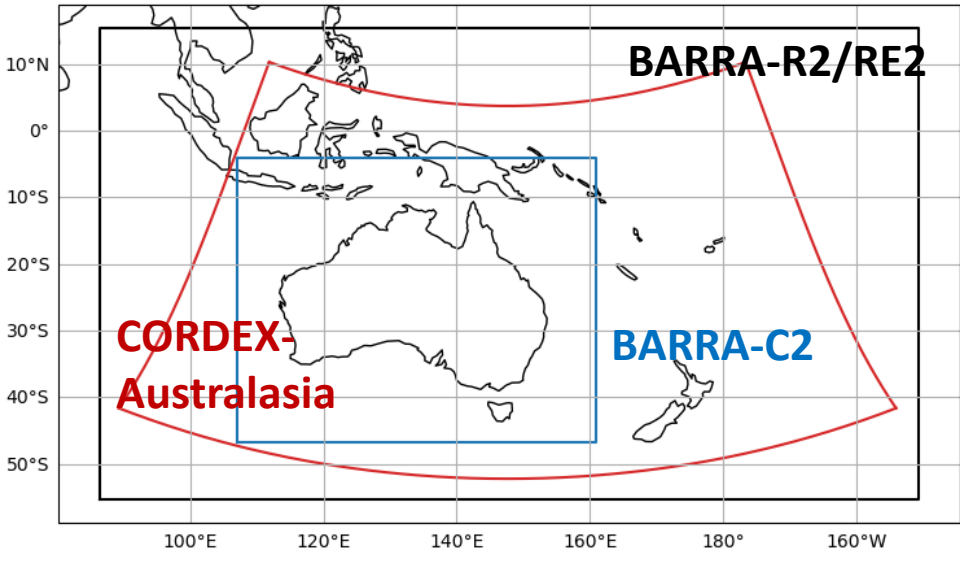 BARRA-R2/RE2
10°N
0°
10°S
20°S
30°S
40°S
50°S
CORDEX-
Australasia
BARRA-C2
100°E
120°E
140°E
160°E
180°
160°W